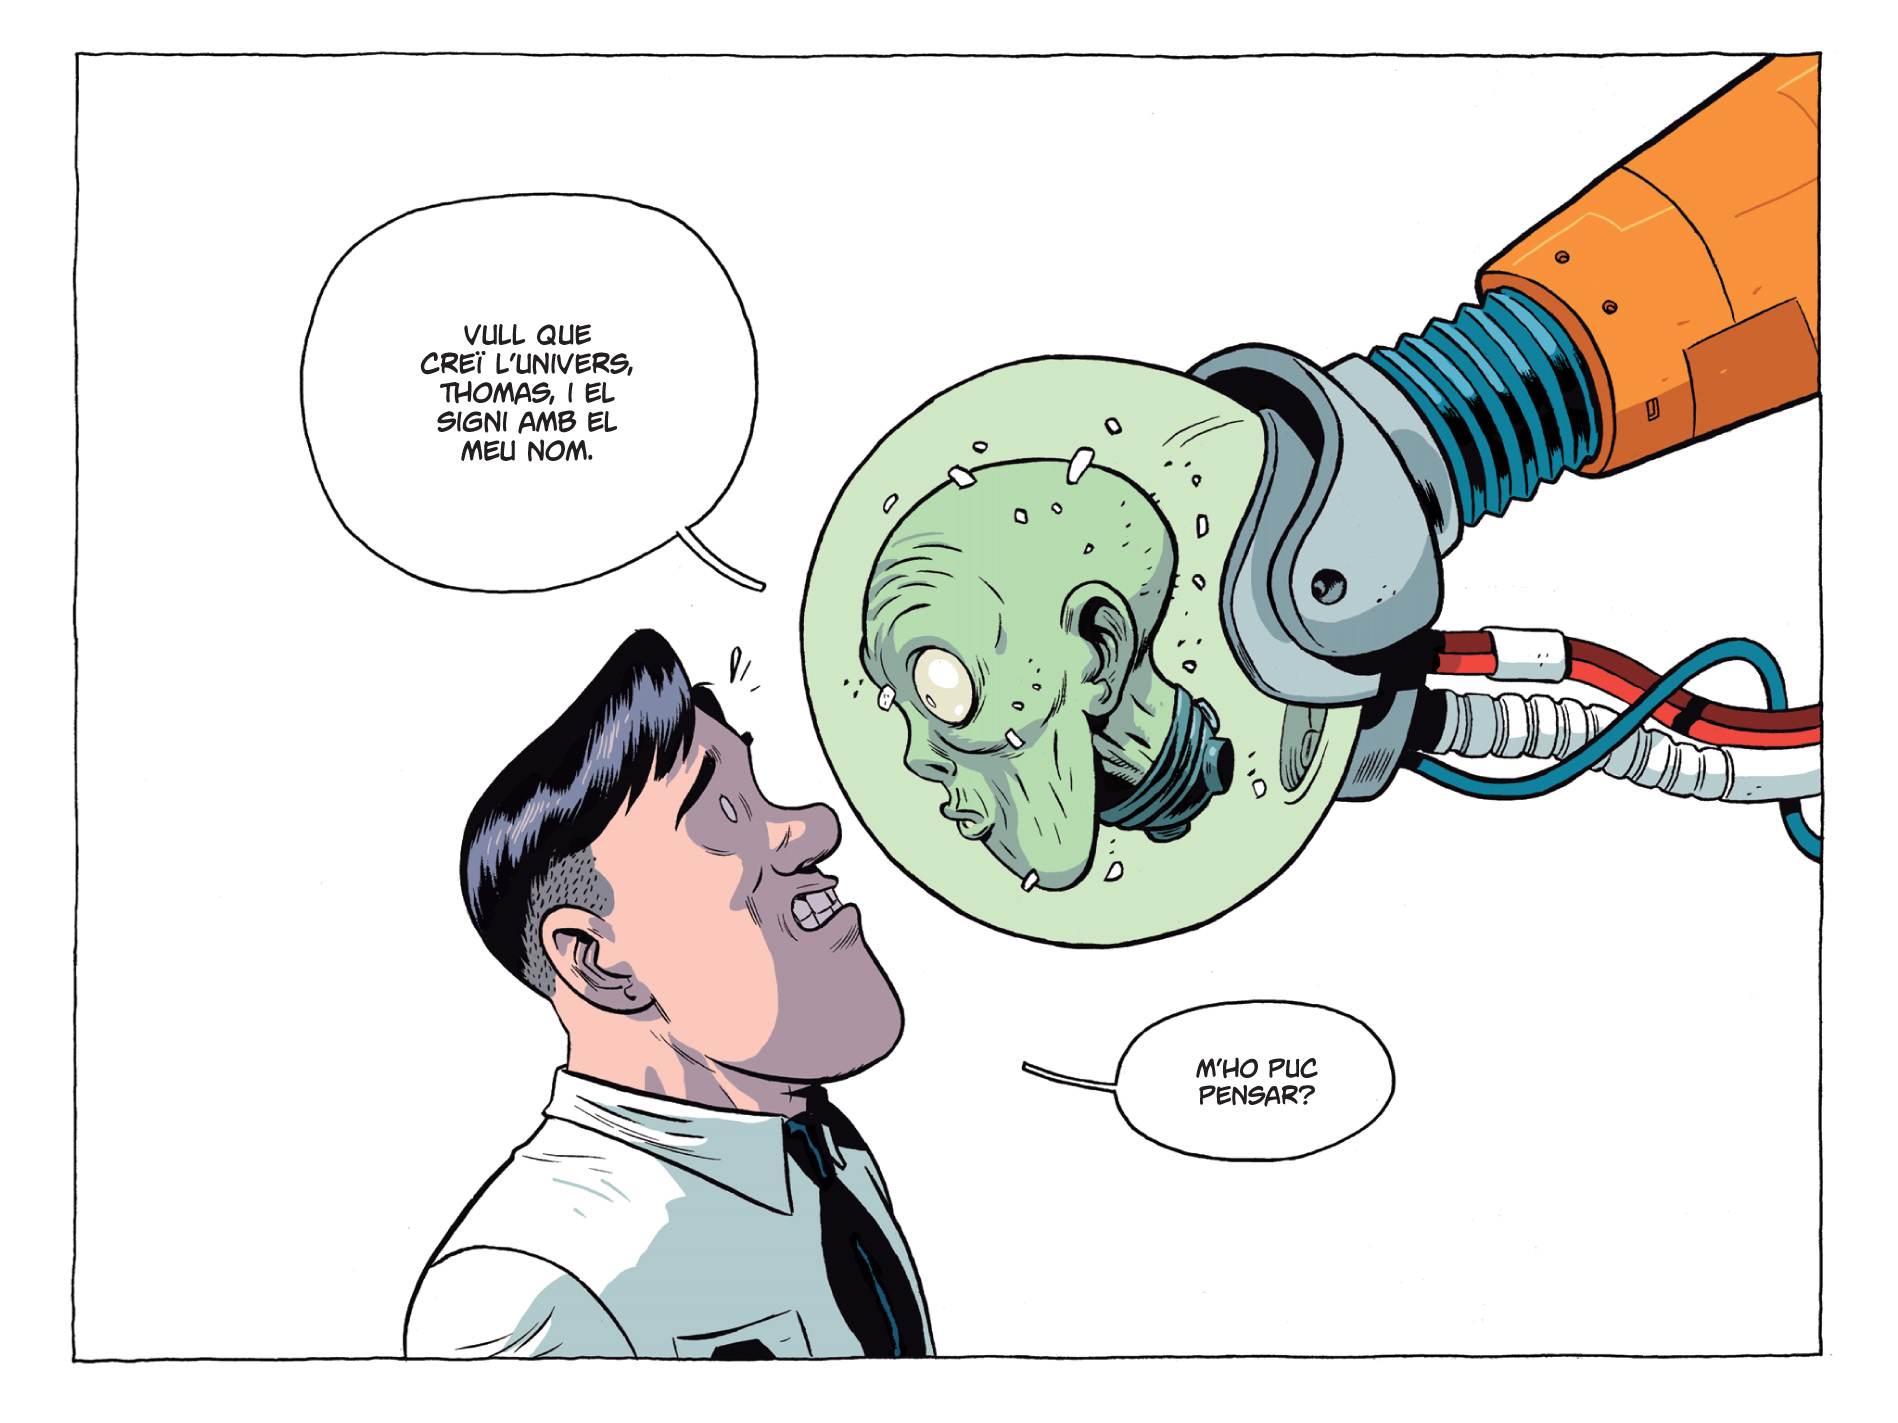 VULL QUE
CREÏ L'UNIVERS,
THOMAS, I EL
SIGNI AMB EL
MEU NOM.
M'HO PUC
PENSAR?